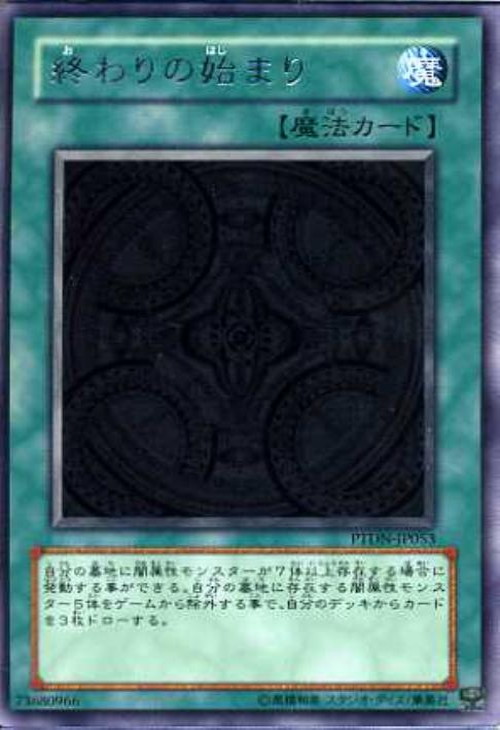 終わりの始まり
魔
【魔法カード】
PTDN-JP053
自分の墓地に闇属性モンスターが7体以上存在する場合に
発動する事ができる。自分の墓地に存在する闇属性モンス
ター5体をゲームから除外する事で、自分のデッキからカード
を3枚ドローする。
73680966
©高橋和希 スタジオ・ダイス/集英社